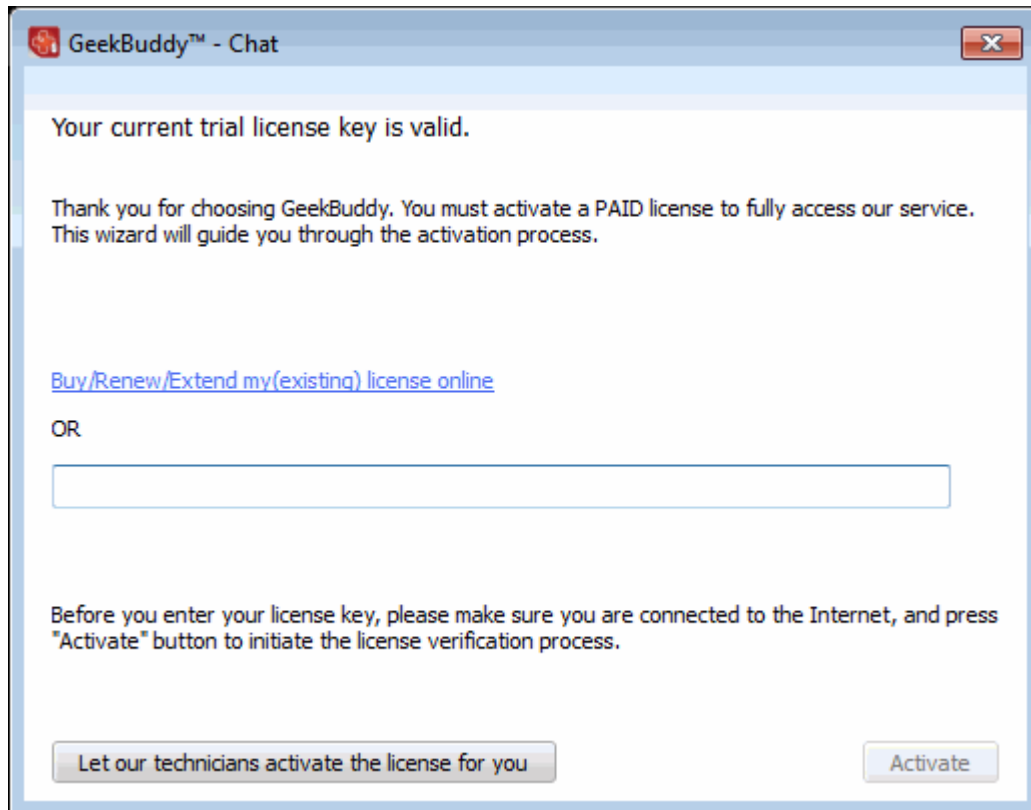 GeekBuddy™ - Chat
Your current trial license key is valid.
Thank you for choosing GeekBuddy. You must activate a PAID license to fully access our service.
This wizard will guide you through the activation process.
Buy/Renew/Extend my(existing) license online
OR
Before you enter your license key, please make sure you are connected to the Internet, and press
"Activate" button to initiate the license verification process.
Let our technicians activate the license for you
Activate